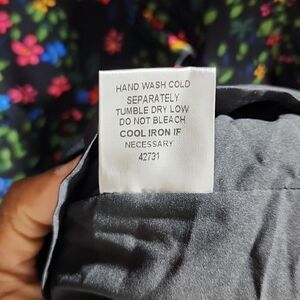 HAND WASH COLD
SEPARATELY
TUMBLE DRY LOW
DO NOT BLEACH
COOL IRON IF
NECESSARY
42731